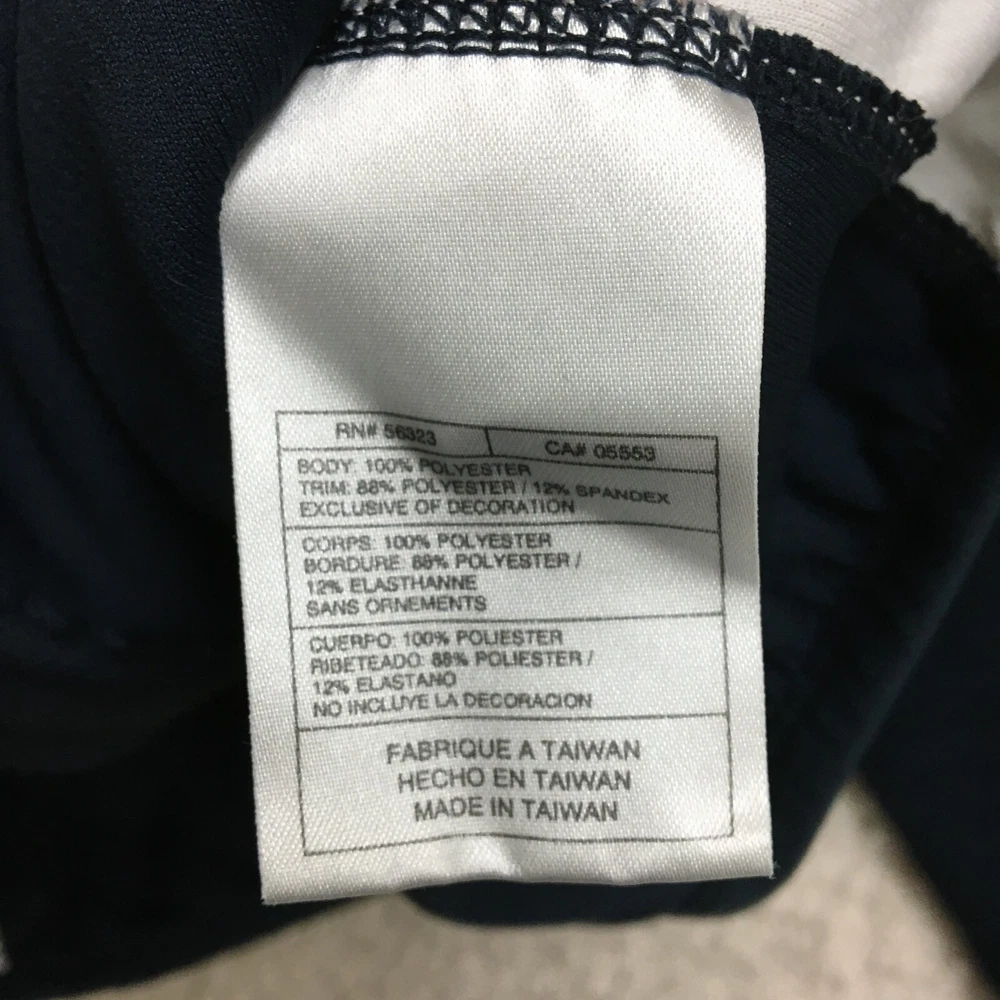 RN# 56323 CA# 05553
BODY: 100% POLYESTER
TRIM: 88% POLYESTER / 12% SPANDEX
EXCLUSIVE OF DECORATION
CORPS: 100% POLYESTER
BORDURE: 88% POLYESTER /
12% ELASTHANNE
SANS ORNEMENTS
CUERPO: 100% POLIESTER
RIBETEADO: 88% POLIESTER /
12% ELASTANO
NO INCLUYE LA DECORACION
FABRIQUE A TAIWAN
HECHO EN TAIWAN
MADE IN TAIWAN